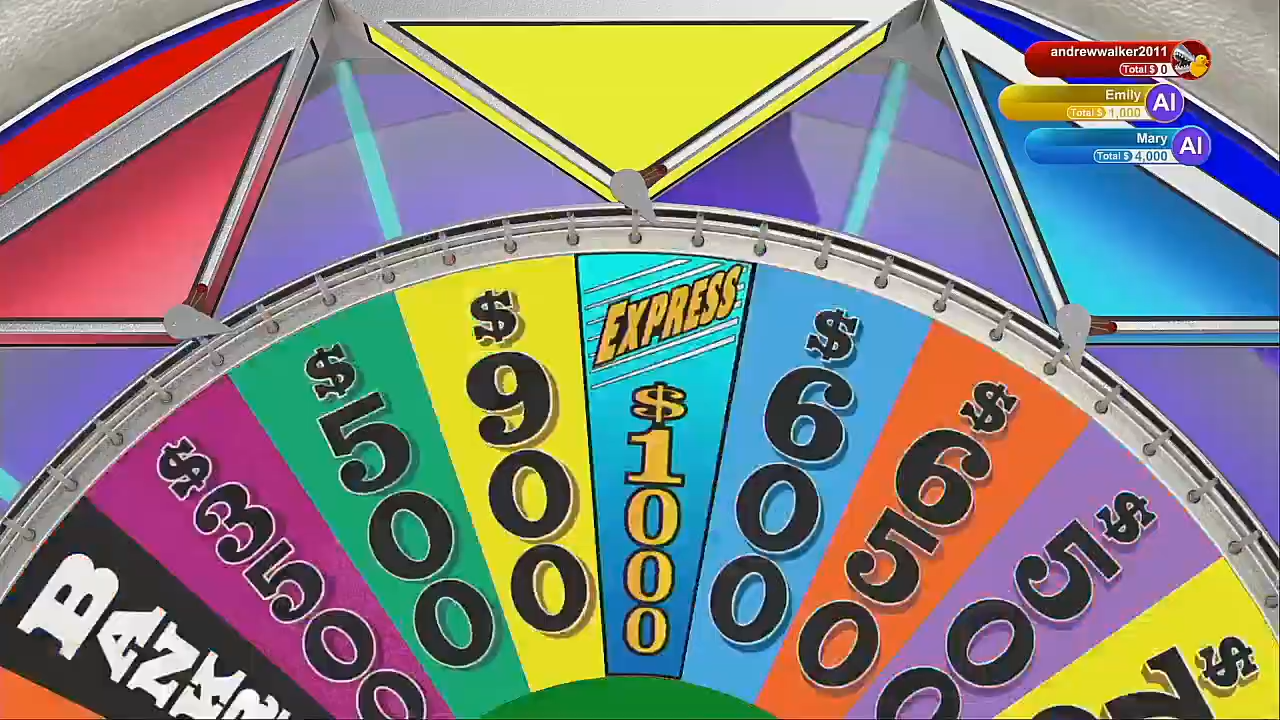 andrewwalker2011
Total $ 0
Emily
AI
Total $ 1,000
Mary
AI
Total $ 4,000
$3500
$500
$900
EXPRESS
$1000
$600
$650
$500
$